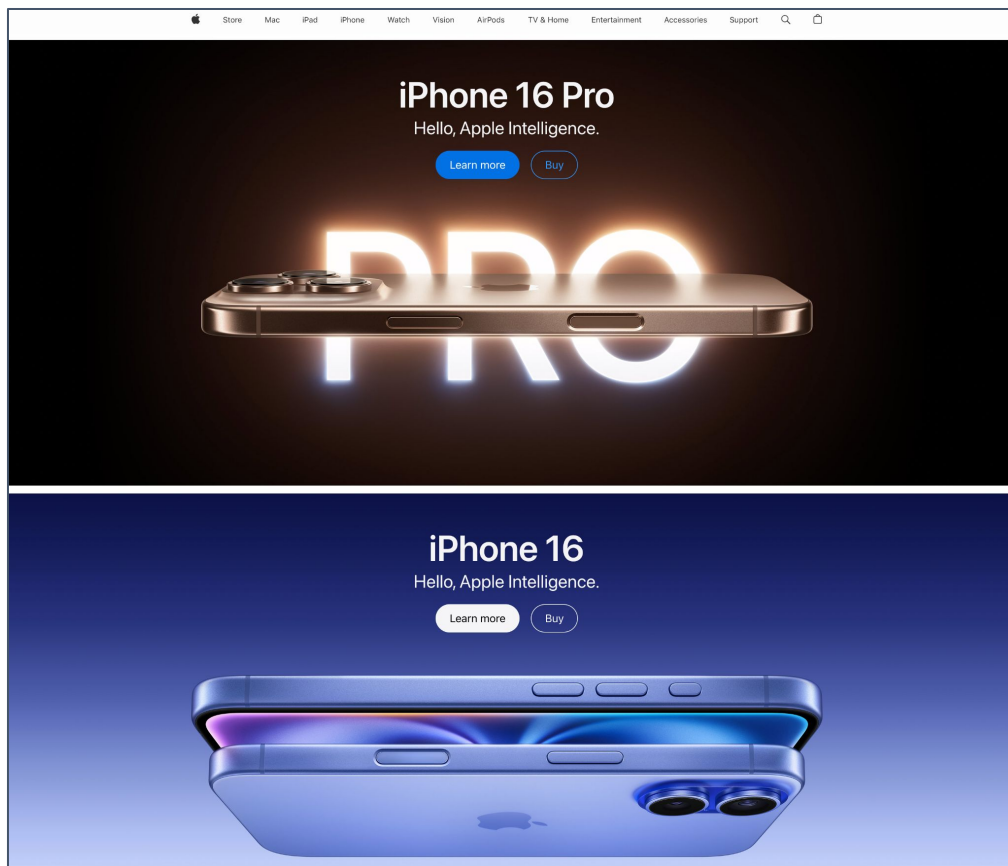 Store Mac iPad iPhone Watch Vision AirPods TV & Home Entertainment Accessories Support
iPhone 16 Pro
Hello, Apple Intelligence.
Learn more Buy
PRO
iPhone 16
Hello, Apple Intelligence.
Learn more Buy